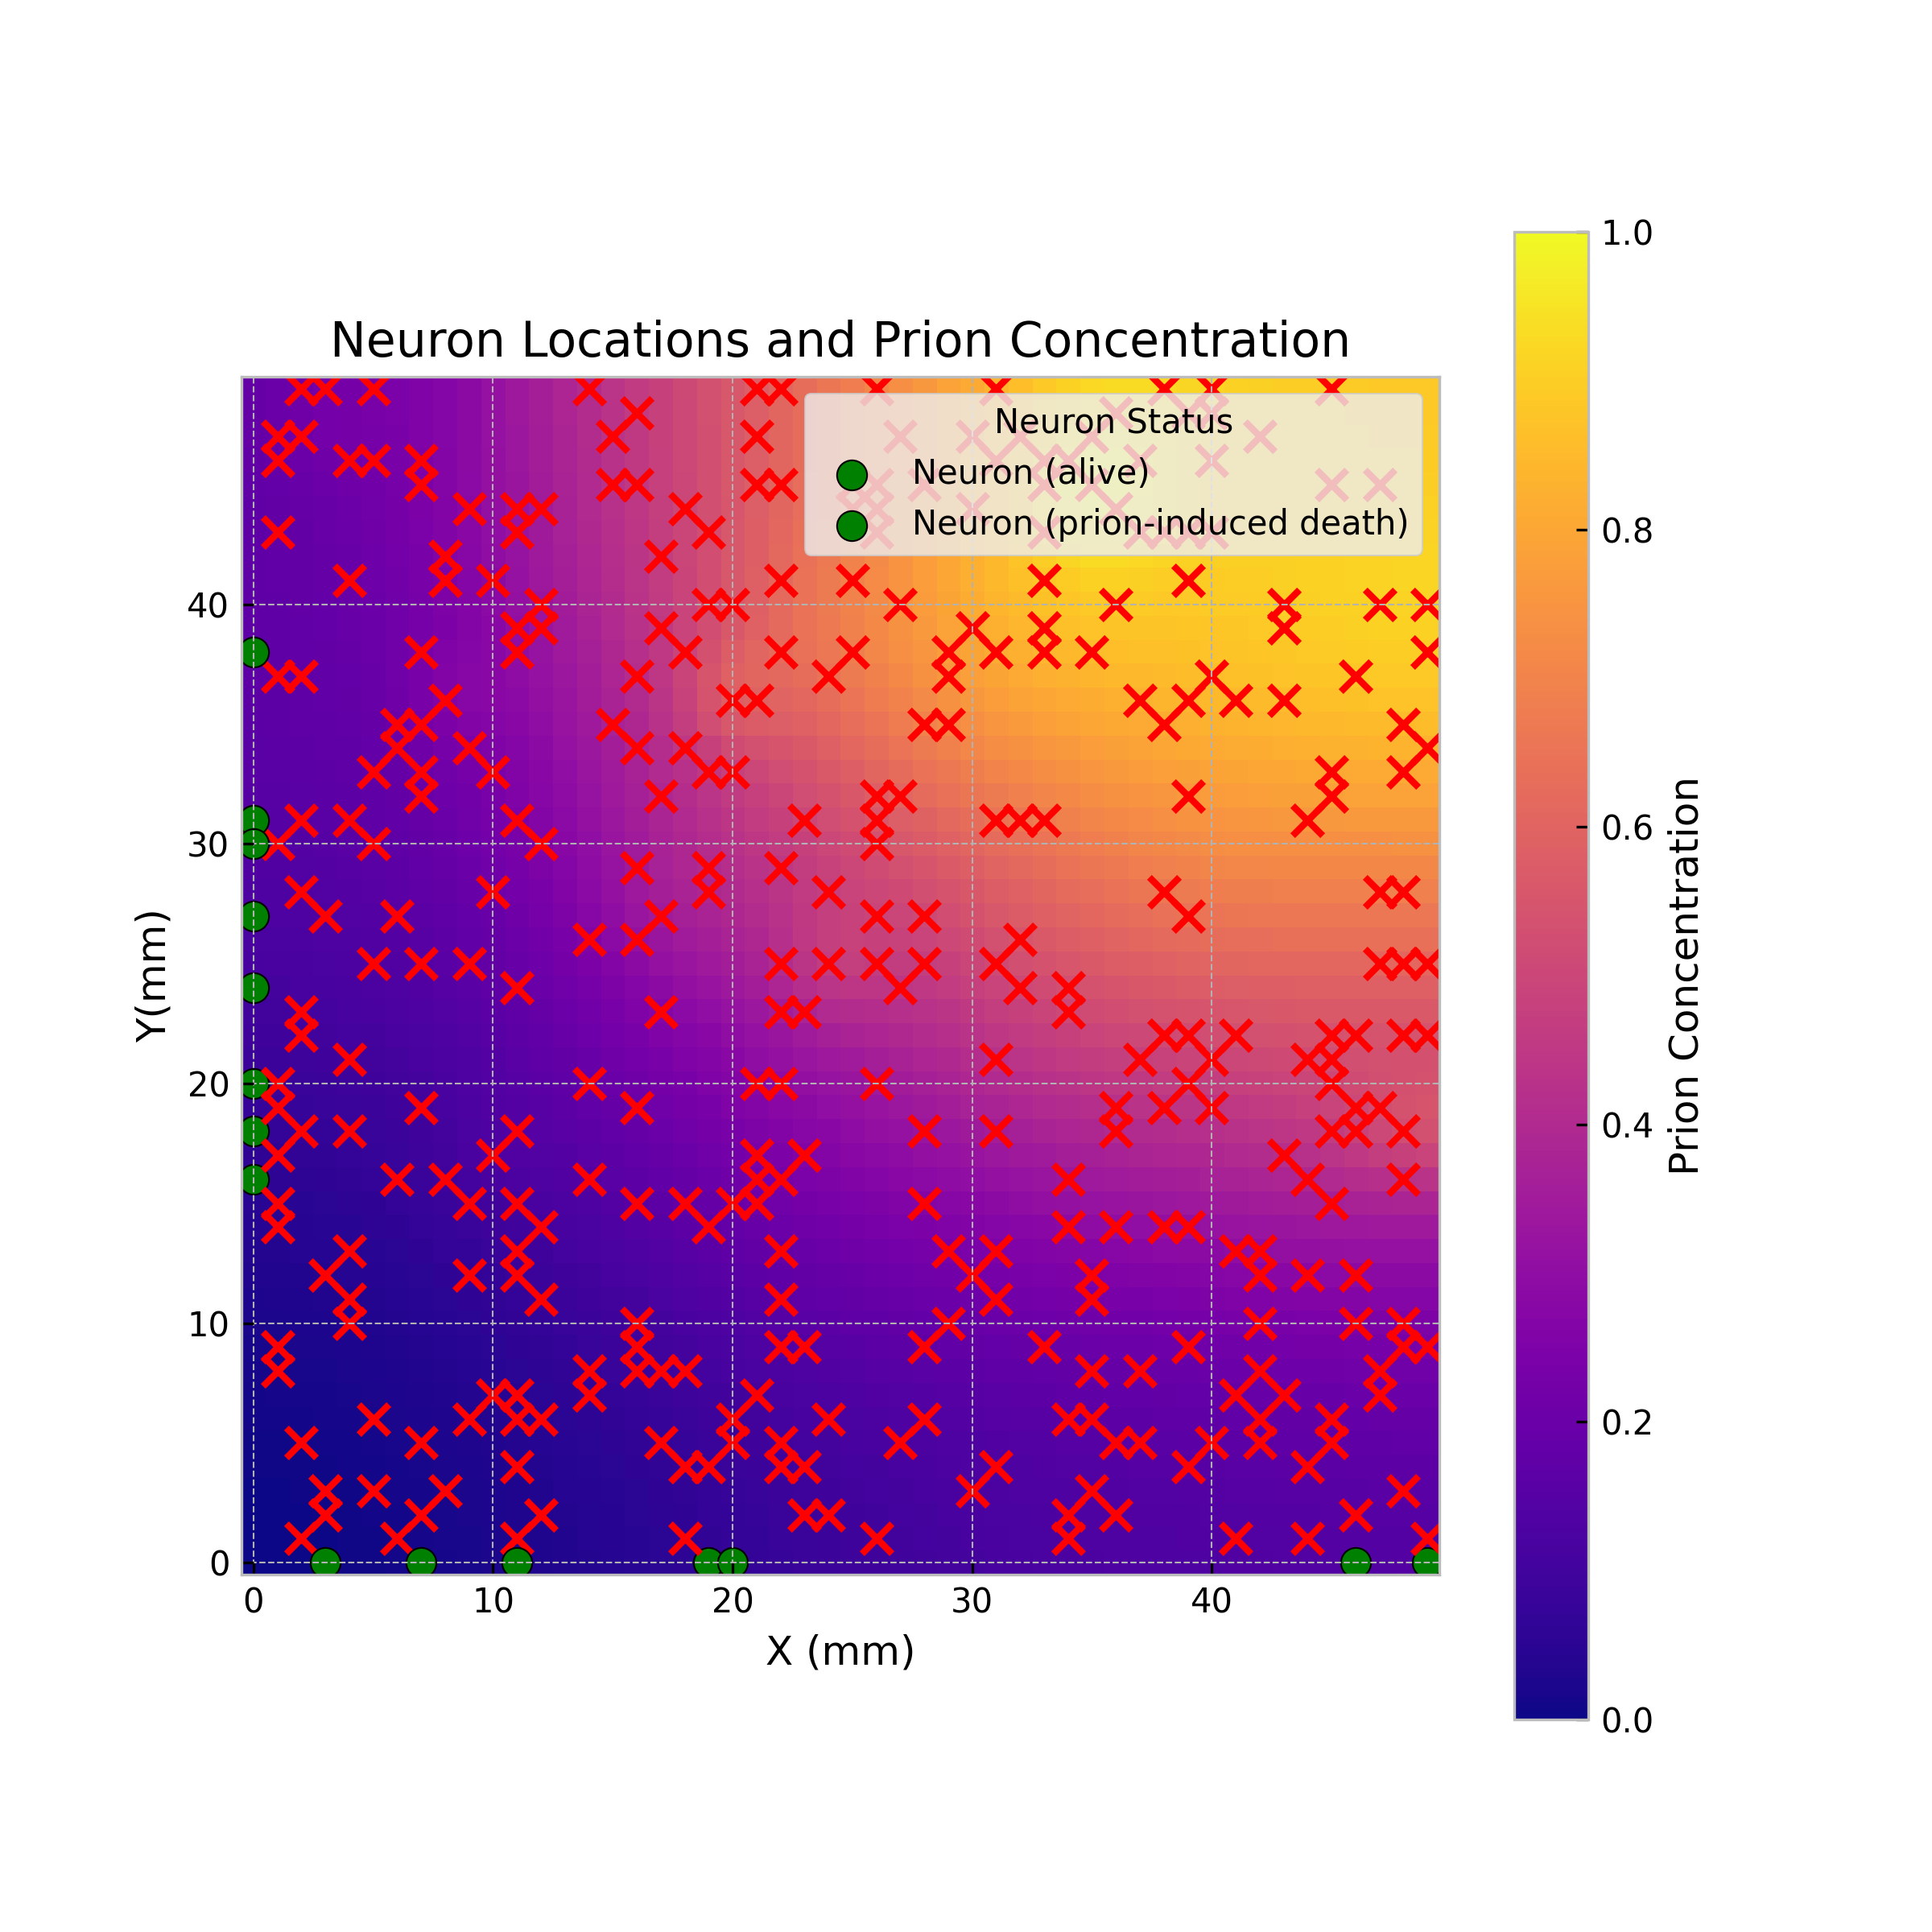 Neuron Locations and Prion Concentration
Neuron Status
Neuron (alive)
Neuron (prion-induced death)
40
30
20
10
0
Y(mm)
0 10 20 30 40
X (mm)
1.0
0.8
0.6
0.4
0.2
0.0
Prion Concentration